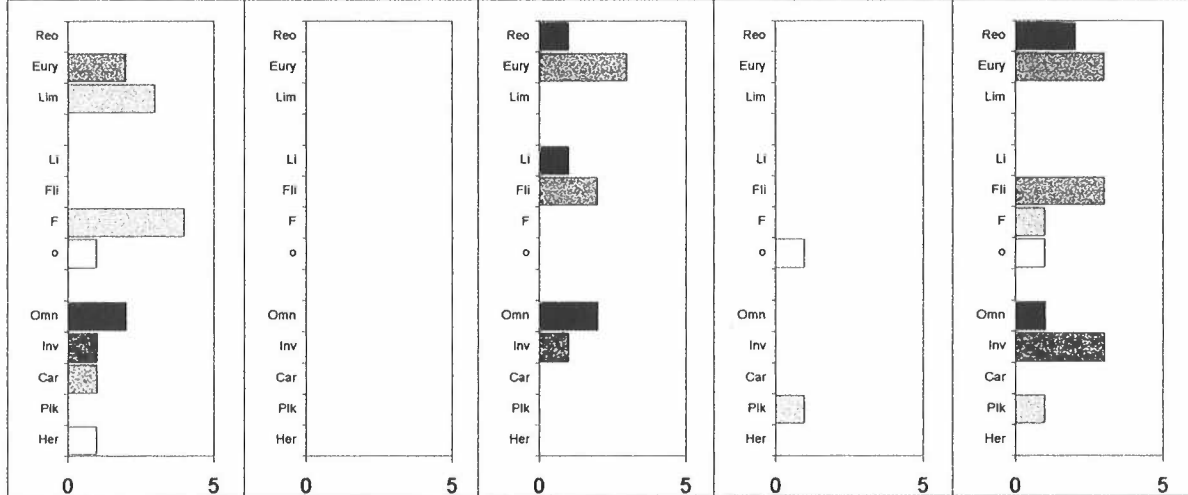 Reo
Eury
Lim
Li
Fli
F
o
Omn
Inv
Car
Plk
Her
0 5
Reo
Eury
Lim
Li
Fli
F
o
Omn
Inv
Car
Plk
Her
0 5
Reo
Eury
Lim
Li
Fli
F
o
Omn
Inv
Car
Plk
Her
0 5
Reo
Eury
Lim
Li
Fli
F
o
Omn
Inv
Car
Plk
Her
0 5
Reo
Eury
Lim
Li
Fli
F
o
Omn
Inv
Car
Plk
Her
0 5